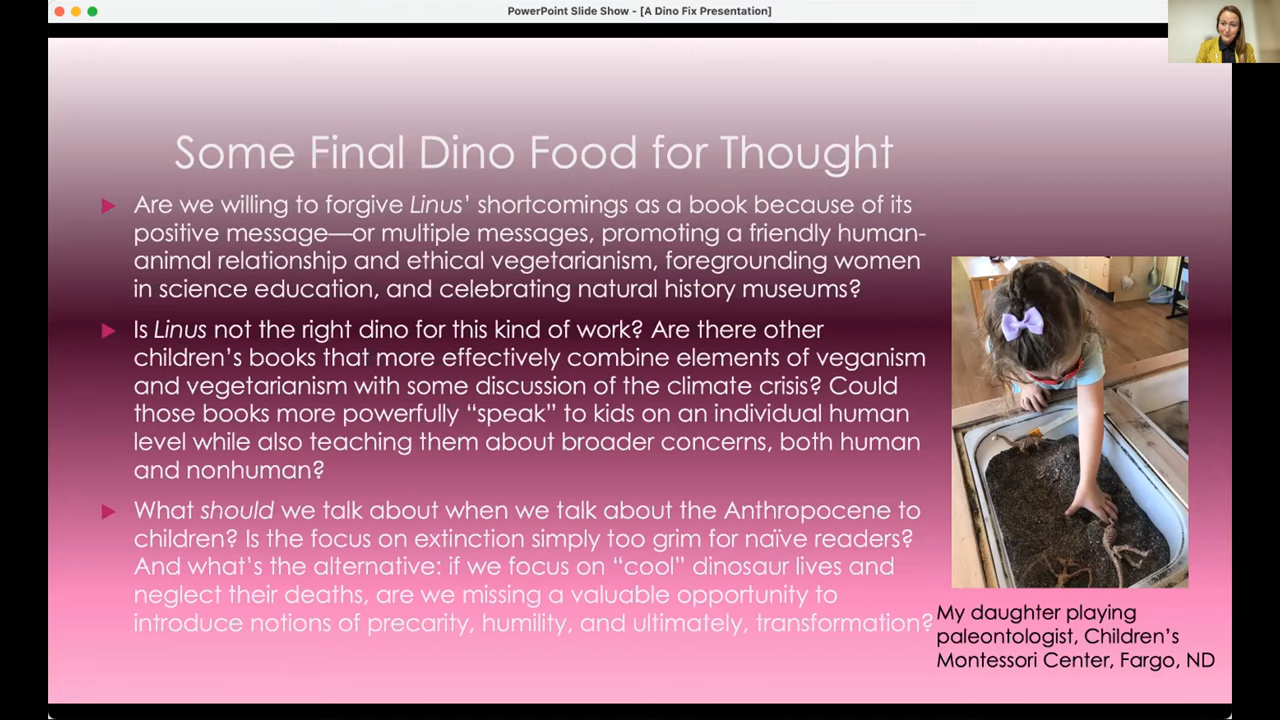 PowerPoint Slide Show - [A Dino Fix Presentation]
Some Final Dino Food for Thought
Are we willing to forgive Linus’ shortcomings as a book because of its
positive message—or multiple messages, promoting a friendly human-
animal relationship and ethical vegetarianism, foregrounding women
in science education, and celebrating natural history museums?
Is Linus not the right dino for this kind of work? Are there other
children’s books that more effectively combine elements of veganism
and vegetarianism with some discussion of the climate crisis? Could
those books more powerfully “speak” to kids on an individual human
level while also teaching them about broader concerns, both human
and nonhuman?
What should we talk about when we talk about the Anthropocene to
children? Is the focus on extinction simply too grim for naïve readers?
And what’s the alternative: if we focus on “cool” dinosaur lives and
neglect their deaths, are we missing a valuable opportunity to
introduce notions of precarity, humility, and ultimately, transformation?
My daughter playing
paleontologist, Children’s
Montessori Center, Fargo, ND